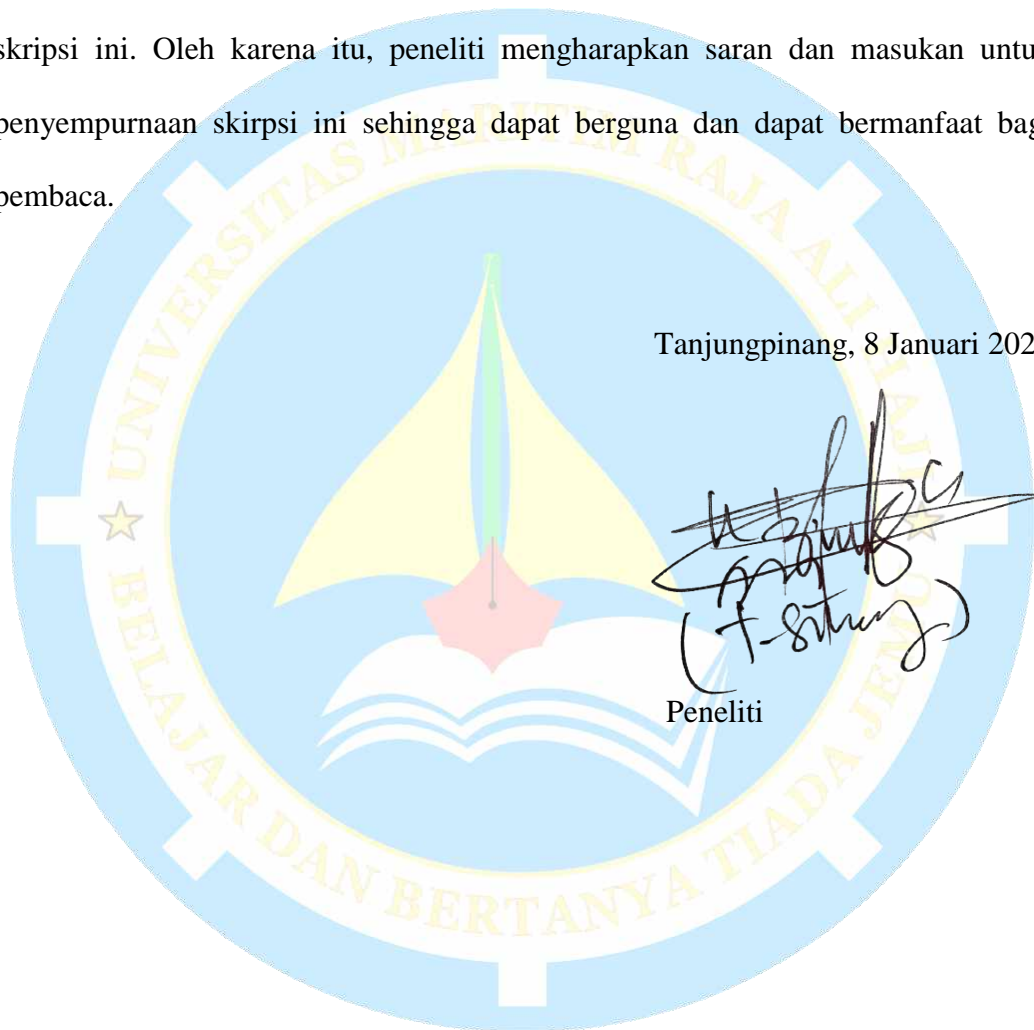 skripsi ini. Oleh karena itu, peneliti mengharapkan saran dan masukan untu
penyempurnaan skirpsi ini sehingga dapat berguna dan dapat bermanfaat bag
pembaca.
UNIVERSITAS MARITIM RAJA ALI HAJI
Tanjungpinang, 8 Januari 202
Peneliti
BELAJAR DAN BERTANYA TIADA JEMU